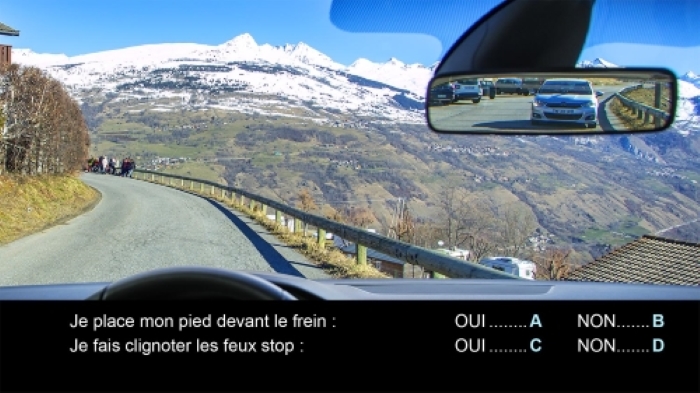 Je place mon pied devant le frein : OUI ........ A NON....... B
Je fais clignoter les feux stop : OUI ........ C NON....... D